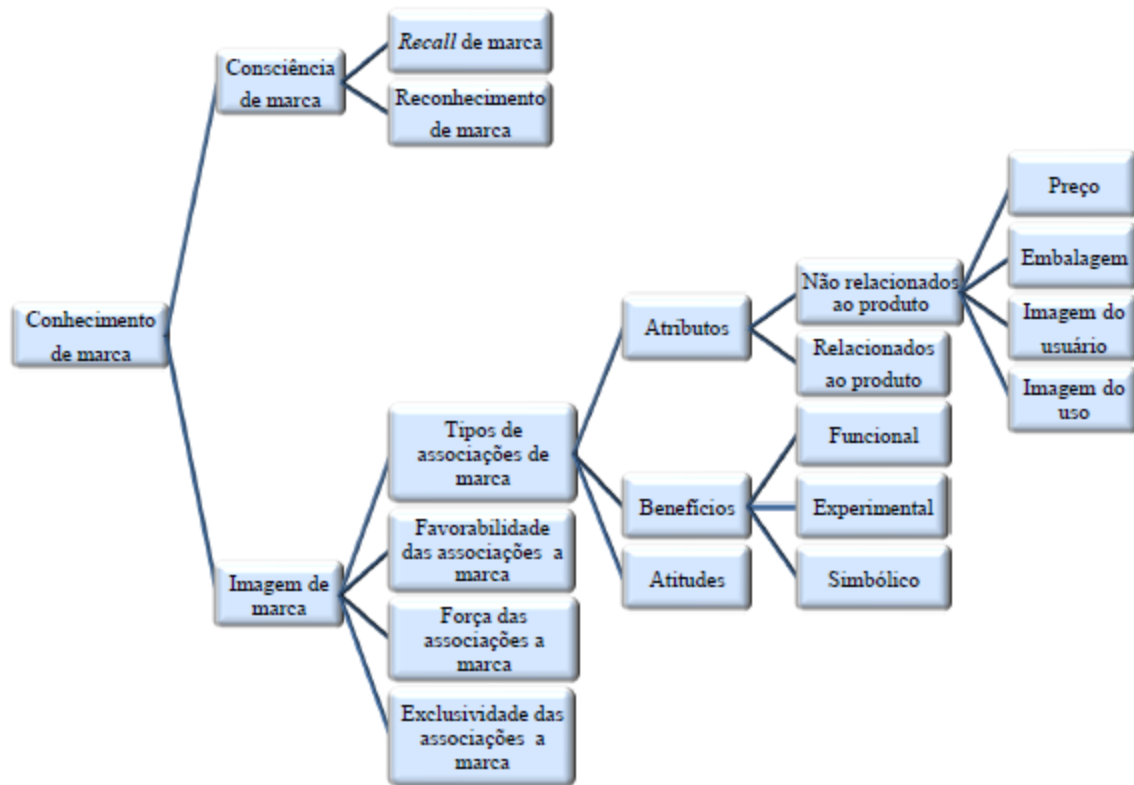 Recall de marca
Consciência
de marca
Reconhecimento
de marca
Conhecimento
de marca
Imagem de
marca
Tipos de
associações de
marca
Favorabilidade
das associações a
marca
Força das
associações a
marca
Exclusividade das
associações a
marca
Atributos
Benefícios
Atitudes
Não relacionados
ao produto
Relacionados
ao produto
Funcional
Experimental
Simbólico
Preço
Embalagem
Imagem do
usuário
Imagem do
uso